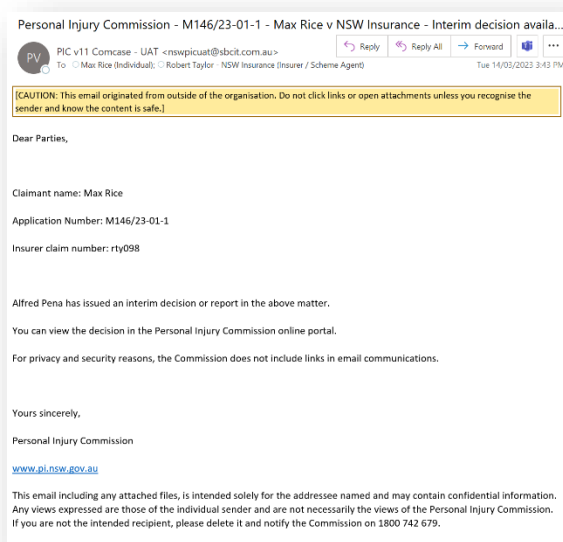 Personal Injury Commission - M146/23-01-1 - Max Rice v NSW Insurance - Interim decision availa...
PV
PIC v11 Comcase - UAT <nswpicuat@sbcit.com.au>
Reply
Reply All
Forward
To Max Rice (Individual); Robert Taylor - NSW Insurance (Insurer / Scheme Agent)
Tue 14/03/2023 3:43 PM
[CAUTION: This email originated from outside of the organisation. Do not click links or open attachments unless you recognise the
sender and know the content is safe.]
Dear Parties,
Claimant name: Max Rice
Application Number: M146/23-01-1
Insurer claim number: rty098
Alfred Pena has issued an interim decision or report in the above matter.
You can view the decision in the Personal Injury Commission online portal.
For privacy and security reasons, the Commission does not include links in email communications.
Yours sincerely,
Personal Injury Commission
www.pi.nsw.gov.au
This email including any attached files, is intended solely for the addressee named and may contain confidential information.
Any views expressed are those of the individual sender and are not necessarily the views of the Personal Injury Commission.
If you are not the intended recipient, please delete it and notify the Commission on 1800 742 679.